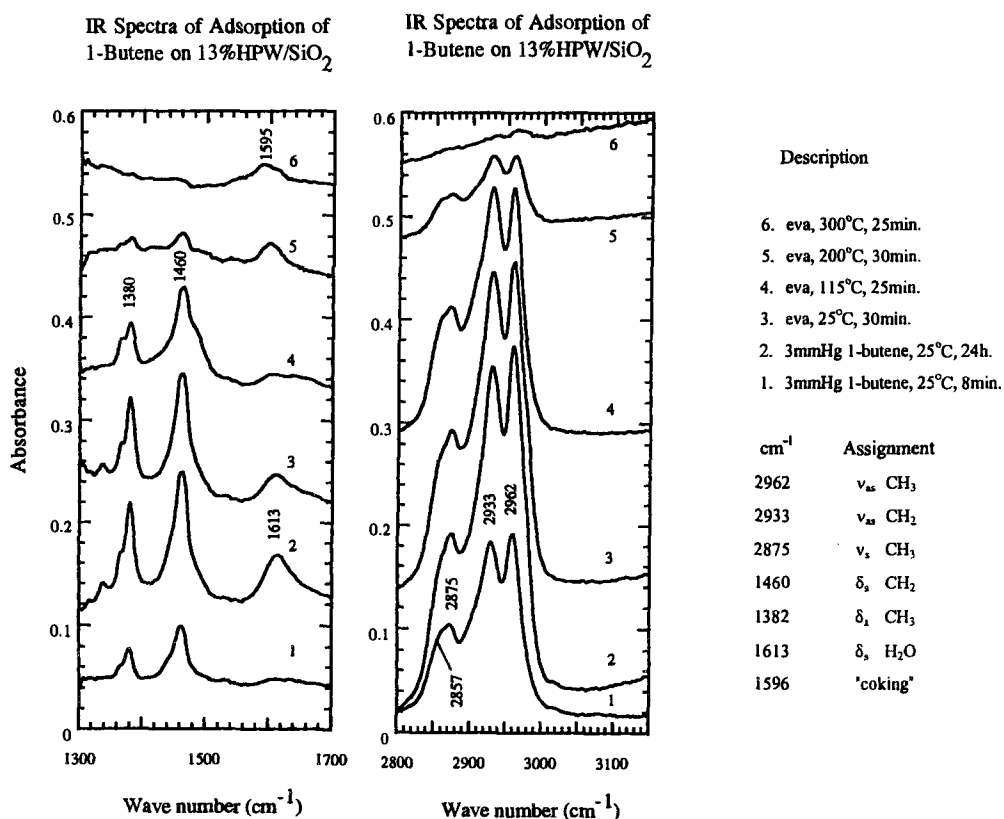 IR Spectra of Adsorption of
1-Butene on 13%HPW/SiO2
IR Spectra of Adsorption of
1-Butene on 13%HPW/SiO2
Absorbance
0.6
0.5
0.4
0.3
0.2
0.1
0
1595
6
5
1460
1380
4
3
1613
2
1
1300
1500
1700
Wave number (cm-1)
0.6
0.5
0.4
0.3
0.2
0.1
0
6
5
4
3
2933
2962
2875
2
2857
1
2800
2900
3000
3100
Wave number (cm-1)
Description
6. eva, 300°C, 25min.
5. eva, 200°C, 30min.
4. eva, 115°C, 25min.
3. eva, 25°C, 30min.
2. 3mmHg 1-butene, 25°C, 24h.
1. 3mmHg 1-butene, 25°C, 8min.
cm-1 Assignment
2962 νas CH3
2933 νas CH2
2875 νs CH3
1460 δs CH2
1382 CH3
1613 δs H2O
1596 "coking"